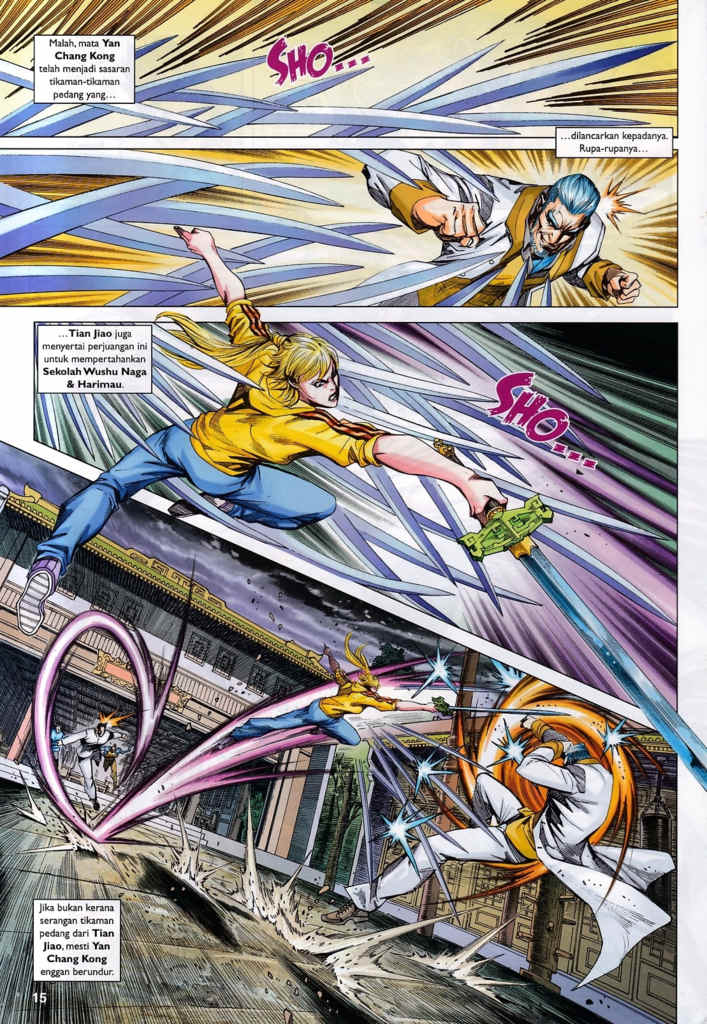 Malah, mata Yan
Chang Kong
telah menjadi sasaran
tikaman-tikaman
pedang yang...
SHO...
...dilancarkan kepadanya.
Rupa-rupanya...
...Tian Jiao juga
menyertai perjuangan ini
untuk mempertahankan
Sekolah Wushu Naga
& Harimau.
SHO...
Jika bukan kerana
serangan tikaman
pedang dari Tian
Jiao, mesti Yan
Chang Kong
enggan berundur.
15